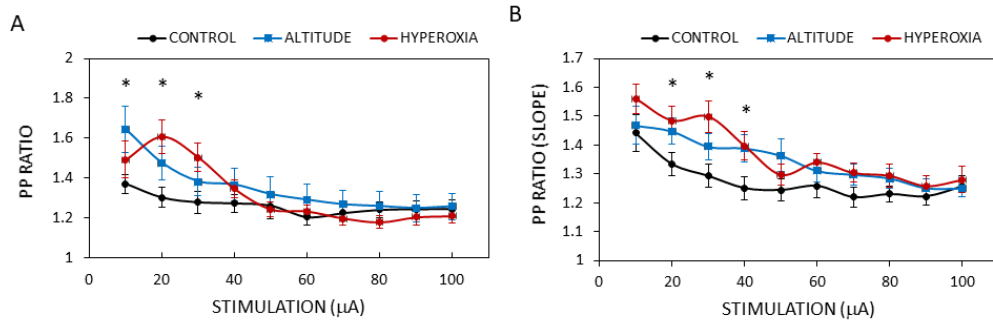 A
CONTROL ALTITUDE HYPEROXIA
2
1.8
1.6
1.4
1.2
1
PP RATIO
* * *
0 20 40 60 80 100
STIMULATION (µA)
B
CONTROL ALTITUDE HYPEROXIA
1.7
1.6
1.5
1.4
1.3
1.2
1.1
1
PP RATIO (SLOPE)
* * *
0 20 40 60 80 100
STIMULATION (µA)